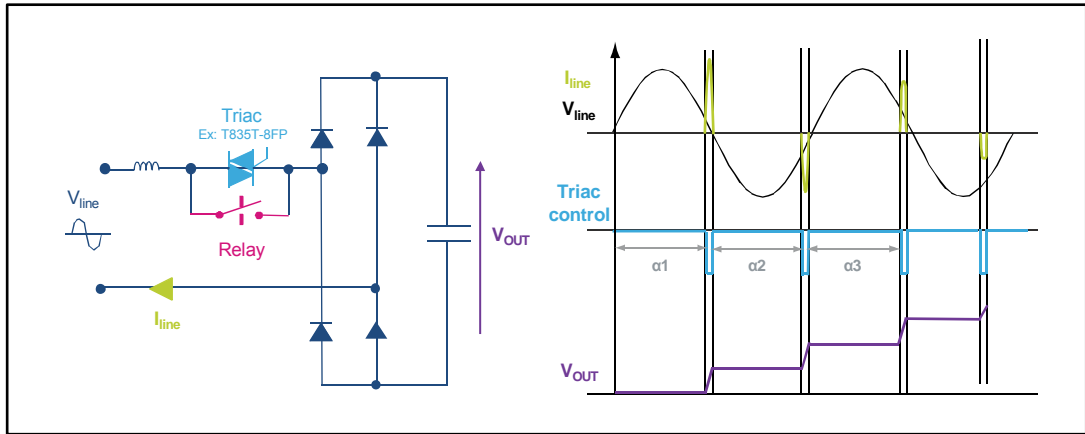 Triac
Ex: T835T-8FP
Vline
Relay
Iline
VOUT
Iline
Vline
Triac
control
α1
α2
α3
VOUT